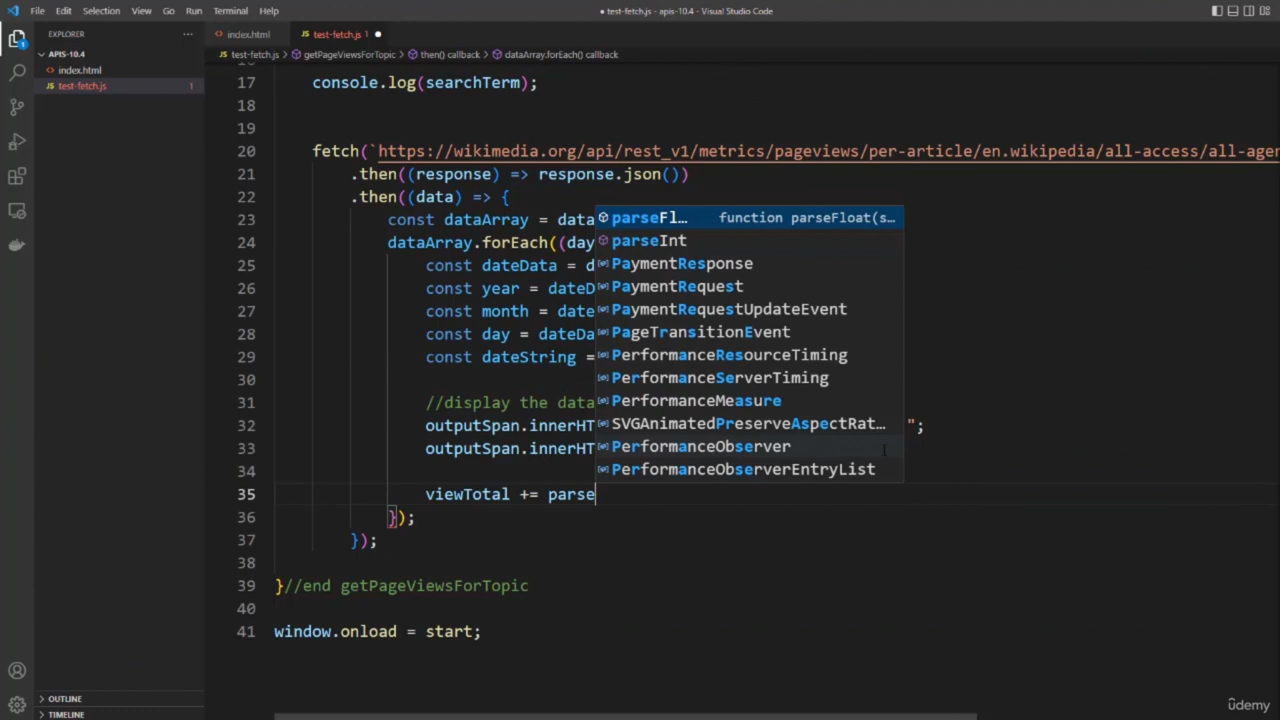 File Edit Selection View Go Run Terminal Help
● test-fetch.js - apis-10.4 - Visual Studio Code
EXPLORER
APIS-10.4
index.html
test-fetch.js 1
index.html
test-fetch.js 1 ●
test-fetch.js > getPageViewsForTopic > then() callback > dataArray.forEach() callback
17 console.log(searchTerm);
18
19
20 fetch(`https://wikimedia.org/api/rest_v1/metrics/pageviews/per-article/en.wikipedia/all-access/all-agen
21 .then((response) => response.json())
22 .then((data) => {
23 const dataArray = data
24 dataArray.forEach((day
25 const dateData = d
26 const year = dateD
27 const month = date
28 const day = dateDa
29 const dateString =
30
31 //display the data
32 outputSpan.innerHT ";
33 outputSpan.innerHT
34
35 viewTotal += parse
36 });
37 });
38
39 }//end getPageViewsForTopic
40
41 window.onload = start;
parseFl… function parseFloat(s…
parseInt
PaymentResponse
PaymentRequest
PaymentRequestUpdateEvent
PageTransitionEvent
PerformanceResourceTiming
PerformanceServerTiming
PerformanceMeasure
SVGAnimatedPreserveAspectRat…
PerformanceObserver
PerformanceObserverEntryList
OUTLINE
TIMELINE
1
ûdemy